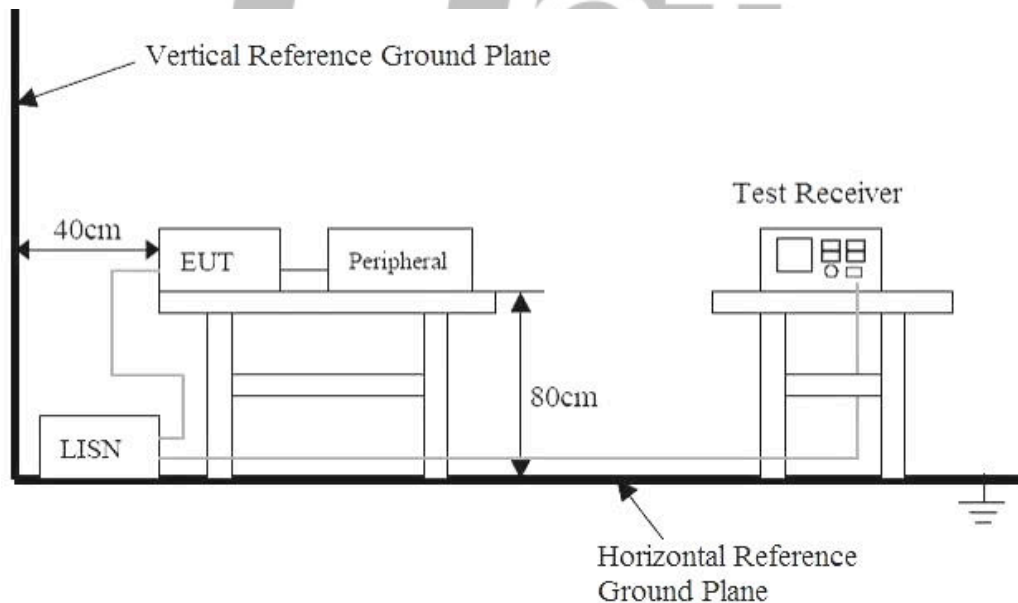 Vertical Reference Ground Plane
Test Receiver
40cm
EUT
Peripheral
80cm
LISN
Horizontal Reference
Ground Plane